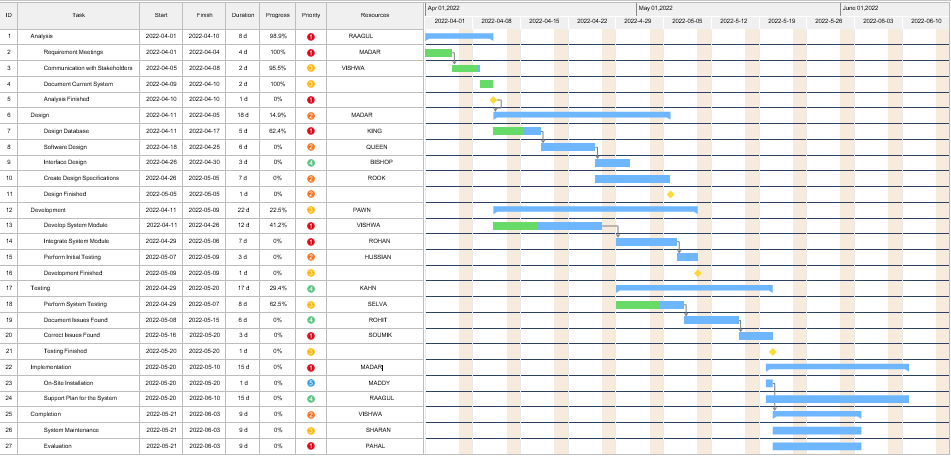 Apr 01,2022 May 01,2022 June 01,2022
ID Task Start Finish Duration Progress Priority Resources 2022-04-01 2022-04-08 2022-04-15 2022-04-22 2022-4-29 2022-05-05 2022-5-12 2022-5-19 2022-5-26 2022-06-03 2022-06-10
1 Analysis 2022-04-01 2022-04-10 8 d 98.9% 1 RAAGUL
2 Requirement Meetings 2022-04-01 2022-04-04 4 d 100% 1 MADAR
3 Communication with Stakeholders 2022-04-05 2022-04-08 2 d 95.5% 3 VISHWA
4 Document Current System 2022-04-09 2022-04-10 2 d 100% 3
5 Analysis Finished 2022-04-10 2022-04-10 1 d 0% 1
6 Design 2022-04-11 2022-05-05 18 d 14.9% 2 MADAR
7 Design Database 2022-04-11 2022-04-17 5 d 62.4% 1 KING
8 Software Design 2022-04-18 2022-04-25 6 d 0% 2 QUEEN
9 Interface Design 2022-04-26 2022-04-30 3 d 0% 4 BISHOP
10 Create Design Specifications 2022-04-26 2022-05-05 7 d 0% 2 ROOK
11 Design Finished 2022-05-05 2022-05-05 1 d 0% 2
12 Development 2022-04-11 2022-05-09 22 d 22.5% 3 PAWN
13 Develop System Module 2022-04-11 2022-04-26 12 d 41.2% 1 VISHWA
14 Integrate System Module 2022-04-29 2022-05-06 7 d 0% 1 ROHAN
15 Perform Initial Testing 2022-05-07 2022-05-09 3 d 0% 2 HUSSIAN
16 Development Finished 2022-05-09 2022-05-09 1 d 0% 3
17 Testing 2022-04-29 2022-05-20 17 d 29.4% 4 KAHN
18 Perform System Testing 2022-04-29 2022-05-07 8 d 62.5% 3 SELVA
19 Document Issues Found 2022-05-08 2022-05-15 6 d 0% 4 ROHIT
20 Correct Issues Found 2022-05-16 2022-05-20 3 d 0% 1 SOUMIK
21 Testing Finished 2022-05-20 2022-05-20 1 d 0% 3
22 Implementation 2022-05-20 2022-05-10 15 d 0% 1 MADAR
23 On-Site Installation 2022-05-20 2022-05-20 1 d 0% 5 MADDY
24 Support Plan for the System 2022-05-20 2022-06-10 15 d 0% 4 RAAGUL
25 Completion 2022-05-21 2022-06-03 9 d 0% 2 VISHWA
26 System Maintenance 2022-05-21 2022-06-03 9 d 0% 3 SHARAN
27 Evaluation 2022-05-21 2022-06-03 9 d 0% 1 PAHAL